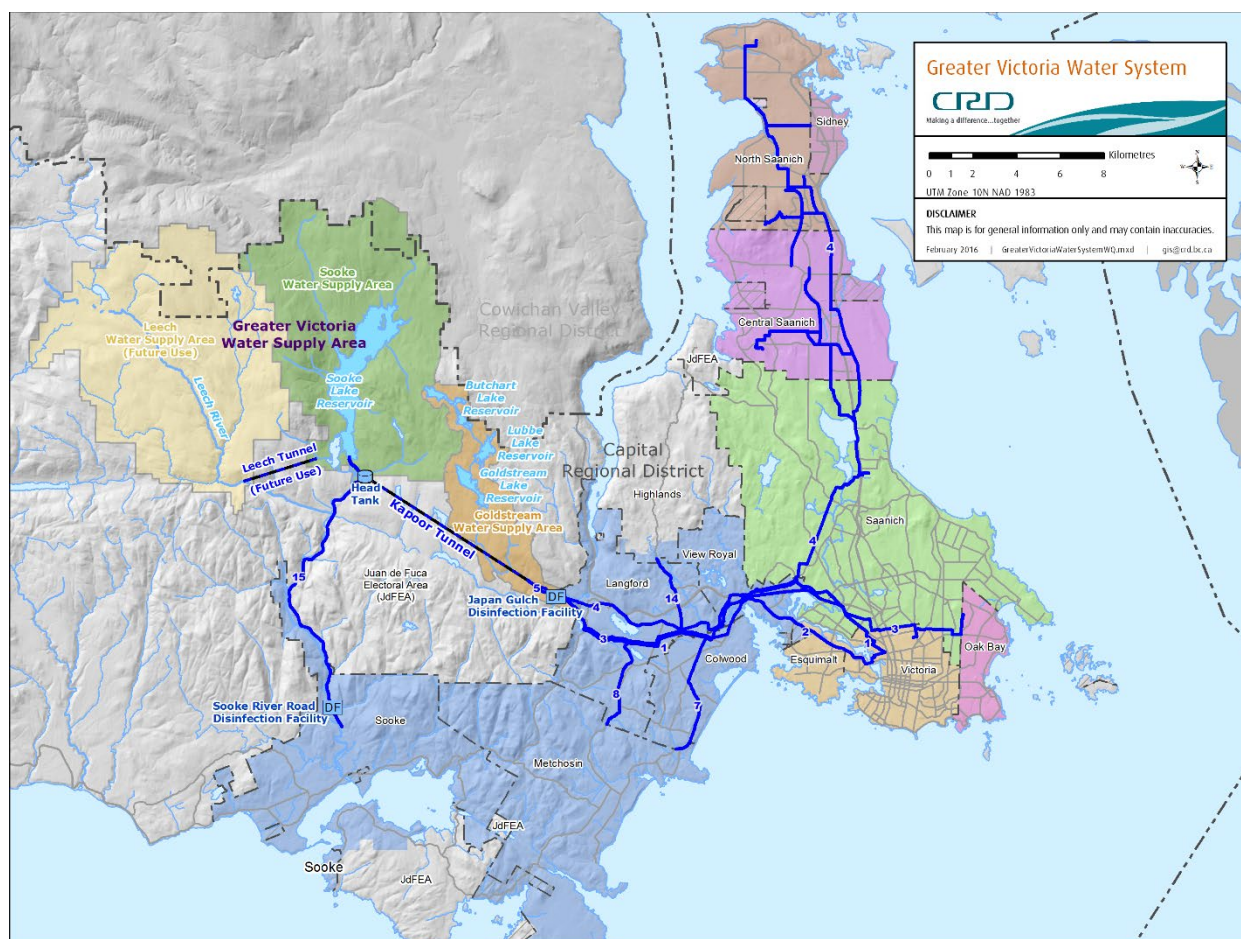 Greater Victoria Water System
CRD
Making a difference...together
Kilometres
0 1 2 4 6 8
UTM Zone 10N NAD 1983
N
W E
S
DISCLAIMER
This map is for general information only and may contain inaccuracies.
February 2016 | GreaterVictoriaWaterSystemWQ.mxd | gis@crd.bc.ca
Sidney
North Saanich
4
Sooke
Water Supply Area
Cowichan Valley
Regional District
Leech
Water Supply Area
(Future Use)
Greater Victoria
Water Supply Area
Central Saanich
JdFEA
Sooke
Lake
Reservoir
Butchart
Lake
Reservoir
Leech River
Lubbe
Lake
Reservoir
Capital
Regional District
Leech Tunnel
(Future Use)
Goldstream
Lake
Reservoir
Head
Tank
Highlands
Kapoor Tunnel
Goldstream
Water Supply Area
Saanich
4
View Royal
15
Juan de Fuca
Electoral Area
(JdFEA)
Langford
14
5
Japan Gulch
Disinfection Facility
DF
4
3
1
2
3
1
Oak Bay
Colwood
Esquimalt
Victoria
8
7
Sooke River Road
Disinfection Facility
DF
Sooke
Metchosin
JdFEA
Sooke
JdFEA